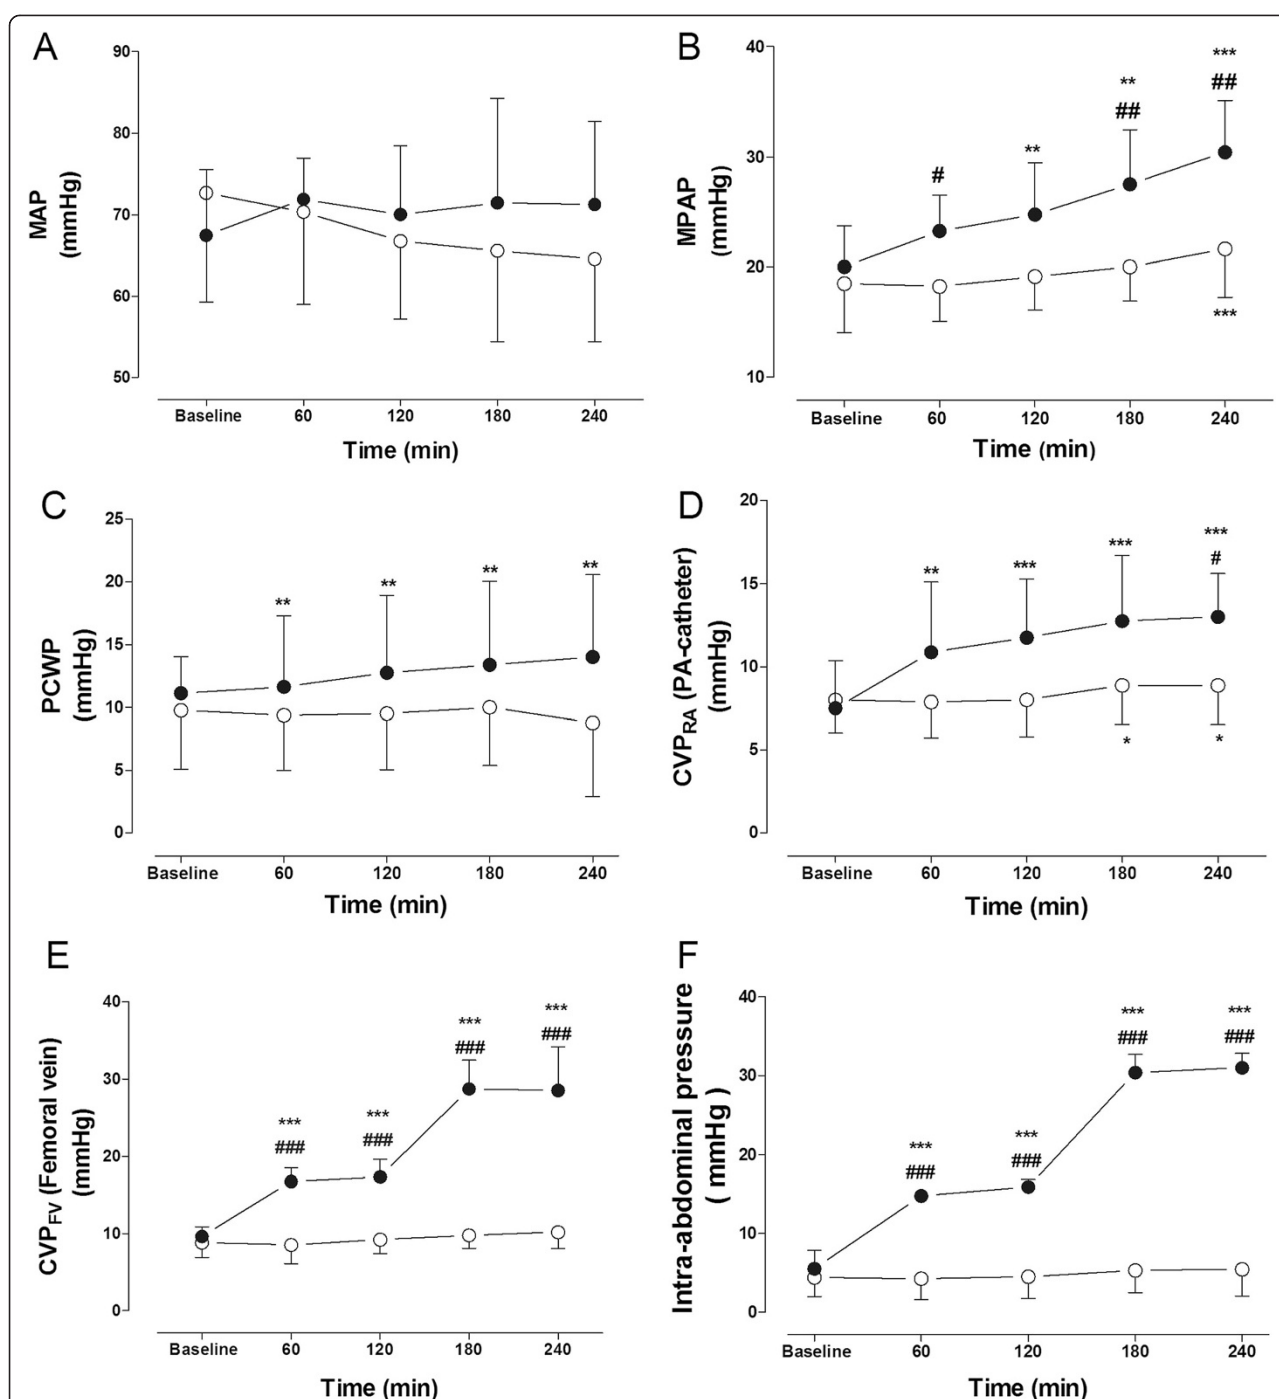 A
MAP
(mmHg)
90
80
70
60
50
Baseline 60 120 180 240
Time (min)
B
MPAP
(mmHg)
40
30
20
10
#
**
**
##
***
##
***
Baseline 60 120 180 240
Time (min)
C
PCWP
(mmHg)
25
20
15
10
5
0
** ** ** **
Baseline 60 120 180 240
Time (min)
D
CVPRA (PA-catheter)
(mmHg)
20
15
10
5
0
** *** *** ***
#
* *
Baseline 60 120 180 240
Time (min)
E
CVPFV (Femoral vein)
(mmHg)
40
30
20
10
0
***
###
***
###
***
###
***
###
Baseline 60 120 180 240
Time (min)
F
Intra-abdominal pressure
( mmHg )
40
30
20
10
0
***
###
***
###
***
###
***
###
Baseline 60 120 180 240
Time (min)